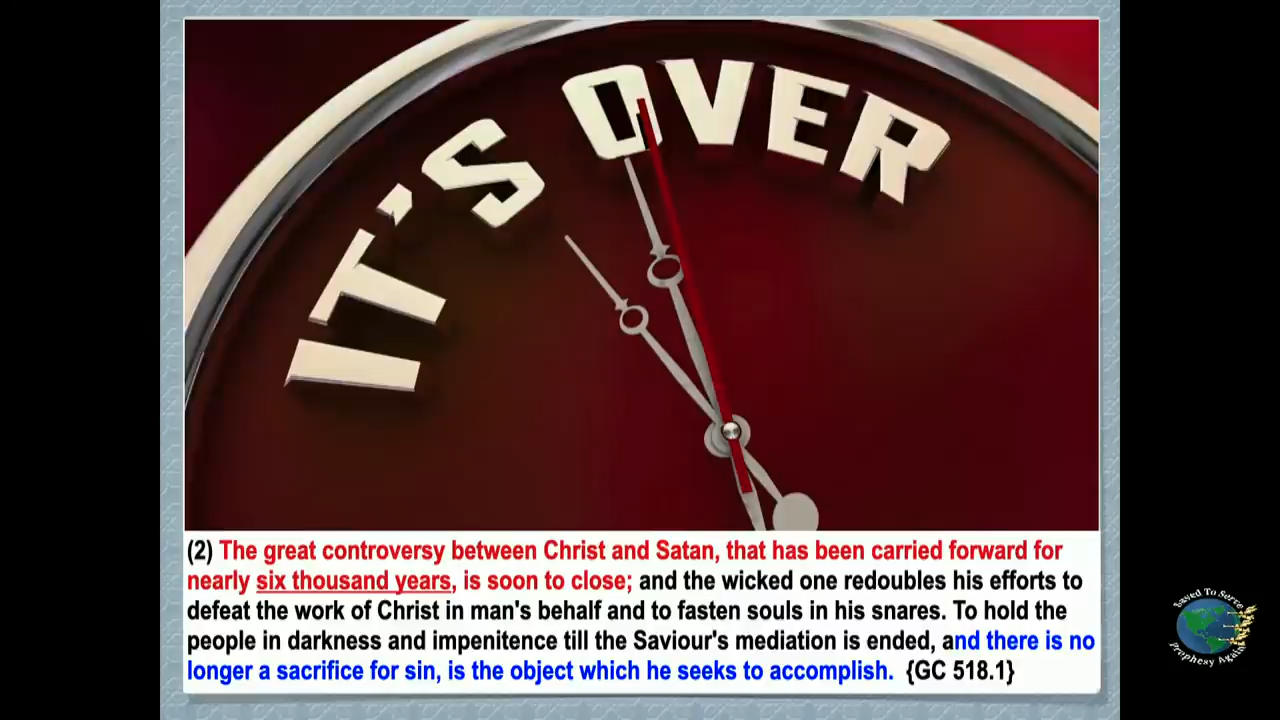 IT'S OVER
(2) The great controversy between Christ and Satan, that has been carried forward for
nearly six thousand years, is soon to close; and the wicked one redoubles his efforts to
defeat the work of Christ in man's behalf and to fasten souls in his snares. To hold the
people in darkness and impenitence till the Saviour's mediation is ended, and there is no
longer a sacrifice for sin, is the object which he seeks to accomplish. {GC 518.1}
To Serve
Prophesy Again